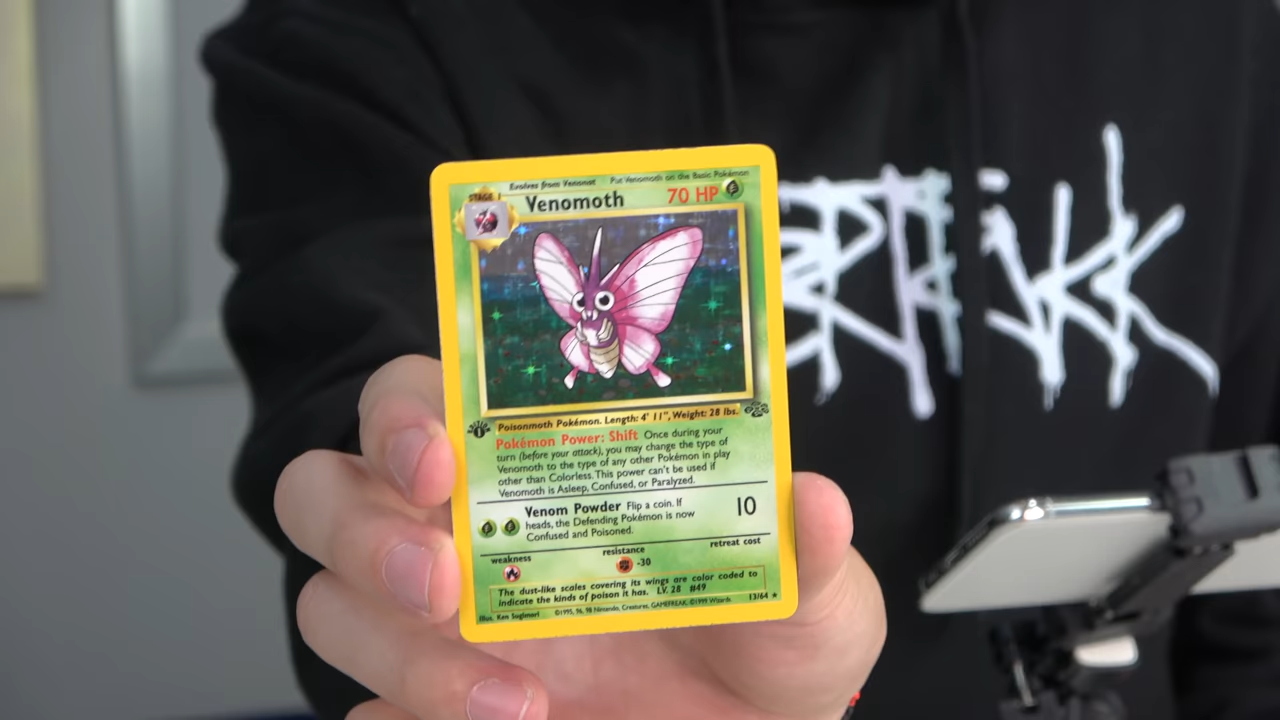 Evolves from Venonat Put Venomoth on the Basic Pokémon
STAGE 1
Venomoth 70 HP
Poisonmoth Pokémon. Length: 4' 11", Weight: 28 lbs.
Pokémon Power: Shift Once during your
turn (before your attack), you may change the type of
Venomoth to the type of any other Pokémon in play
other than Colorless. This power can't be used if
Venomoth is Asleep, Confused, or Paralyzed.
Venom Powder Flip a coin. If
heads, the Defending Pokémon is now
Confused and Poisoned.
10
weakness resistance retreat cost
-30
The dust-like scales covering its wings are color coded to
indicate the kinds of poison it has. LV. 28 #49
Illus. Ken Sugimori ©1995, 96, 98 Nintendo, Creatures, GAMEFREAK. ©1999 Wizards. 13/64 ★